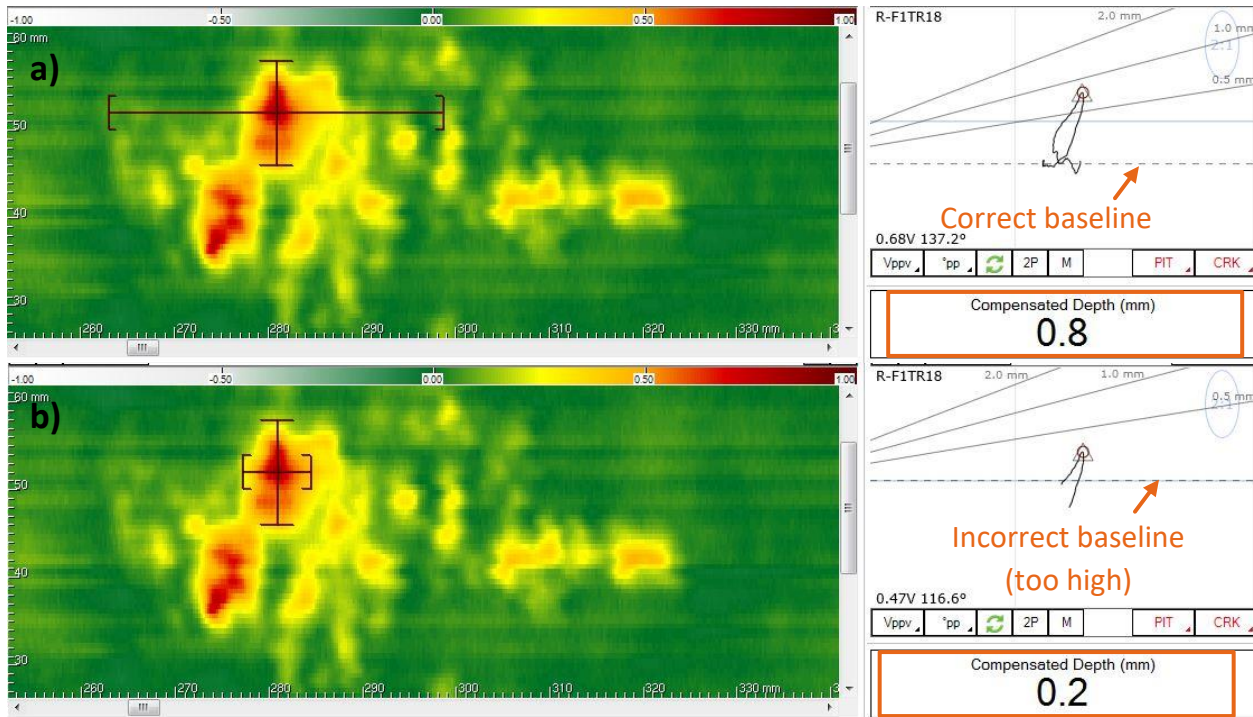 -1.00 -0.50 0.00 0.50 1.00
60 mm
a)
50
40
30
260 270 280 290 300 310 320 330 mm
R-F1TR18
2.0 mm
1.0 mm
2:1
0.5 mm
Correct baseline
0.68V 137.2°
Vppv °pp 2P M PIT CRK
Compensated Depth (mm)
0.8
-1.00 -0.50 0.00 0.50 1.00
60 mm
b)
50
40
30
260 270 280 290 300 310 320 330 mm
R-F1TR18
2.0 mm 1.0 mm
0.5 mm
2:1
Incorrect baseline
(too high)
0.47V 116.6°
Vppv °pp 2P M PIT CRK
Compensated Depth (mm)
0.2